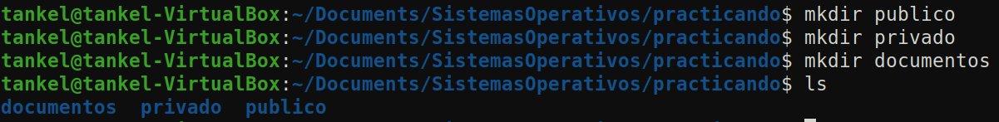 tankel@tankel-VirtualBox:~/Documents/SistemasOperativos/practicando$ mkdir publico
tankel@tankel-VirtualBox:~/Documents/SistemasOperativos/practicando$ mkdir privado
tankel@tankel-VirtualBox:~/Documents/SistemasOperativos/practicando$ mkdir documentos
tankel@tankel-VirtualBox:~/Documents/SistemasOperativos/practicando$ ls
documentos  privado  publico